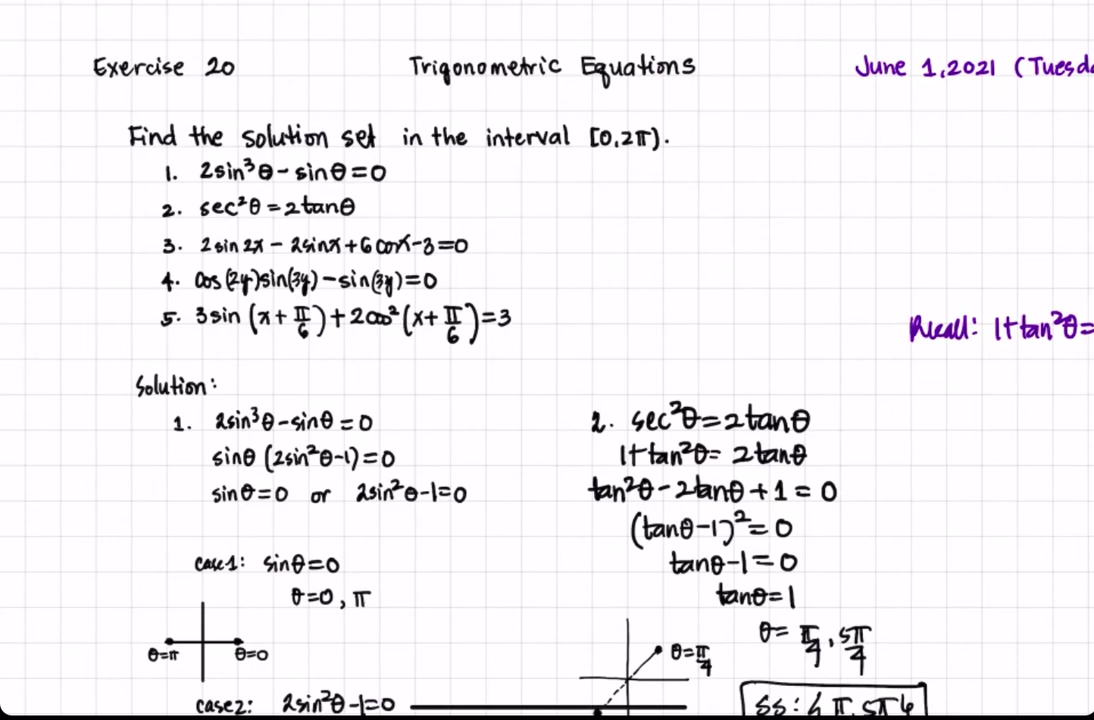 Exercise 20 Trigonometric Equations June 1, 2021 (Tuesda
Find the solution set in the interval [0,2π).
1. 2sin³θ - sinθ = 0
2. sec²θ = 2tanθ
3. 2sin2x - 2sinx + 6cosx - 3 = 0
4. cos(2y)sin(3y) - sin(3y) = 0
5. 3sin(x + π/6) + 2cos²(x + π/6) = 3
Recall: 1+tan²θ =
Solution:
1. 2sin³θ - sinθ = 0
sinθ (2sin²θ-1) = 0
sinθ = 0 or 2sin²θ-1=0
case1: sinθ=0
θ=0, π
θ=π θ=0
case2: 2sin²θ-1=0
2. sec²θ = 2tanθ
1+tan²θ = 2tanθ
tan²θ - 2tanθ + 1 = 0
(tanθ-1)² = 0
tanθ-1 = 0
tanθ = 1
θ = π/4, 5π/4
θ=π/4
SS: {π, 5π}